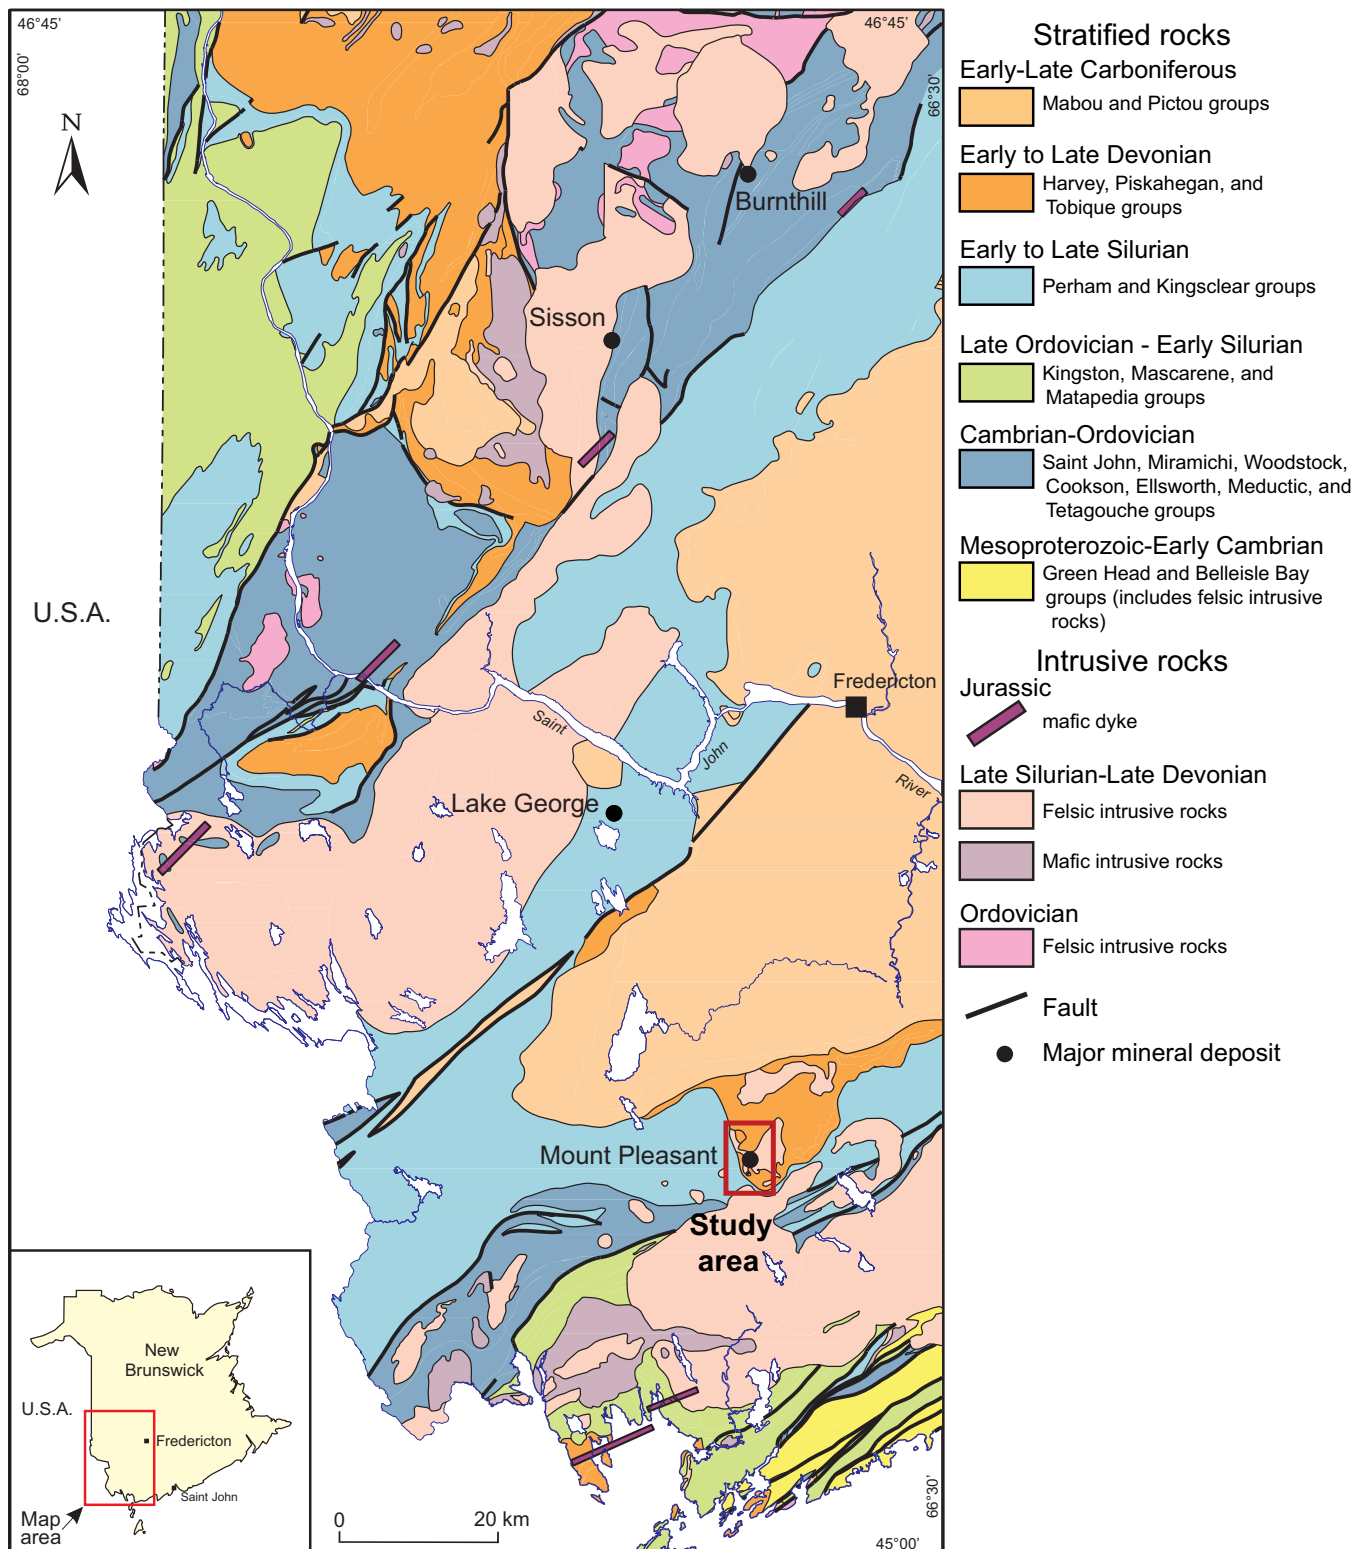 46°45'
46°45'
68°00'
66°30'
N
Burnthill
Sisson
U.S.A.
Fredericton
Saint
John
River
Lake George
Mount Pleasant
Study
area
New
Brunswick
U.S.A.
Fredericton
Saint John
Map
area
0
20 km
66°30'
45°00'
Stratified rocks
Early-Late Carboniferous
Mabou and Pictou groups
Early to Late Devonian
Harvey, Piskahegan, and
Tobique groups
Early to Late Silurian
Perham and Kingsclear groups
Late Ordovician - Early Silurian
Kingston, Mascarene, and
Matapedia groups
Cambrian-Ordovician
Saint John, Miramichi, Woodstock,
Cookson, Ellsworth, Meductic, and
Tetagouche groups
Mesoproterozoic-Early Cambrian
Green Head and Belleisle Bay
groups (includes felsic intrusive
rocks)
Intrusive rocks
Jurassic
mafic dyke
Late Silurian-Late Devonian
Felsic intrusive rocks
Mafic intrusive rocks
Ordovician
Felsic intrusive rocks
Fault
Major mineral deposit